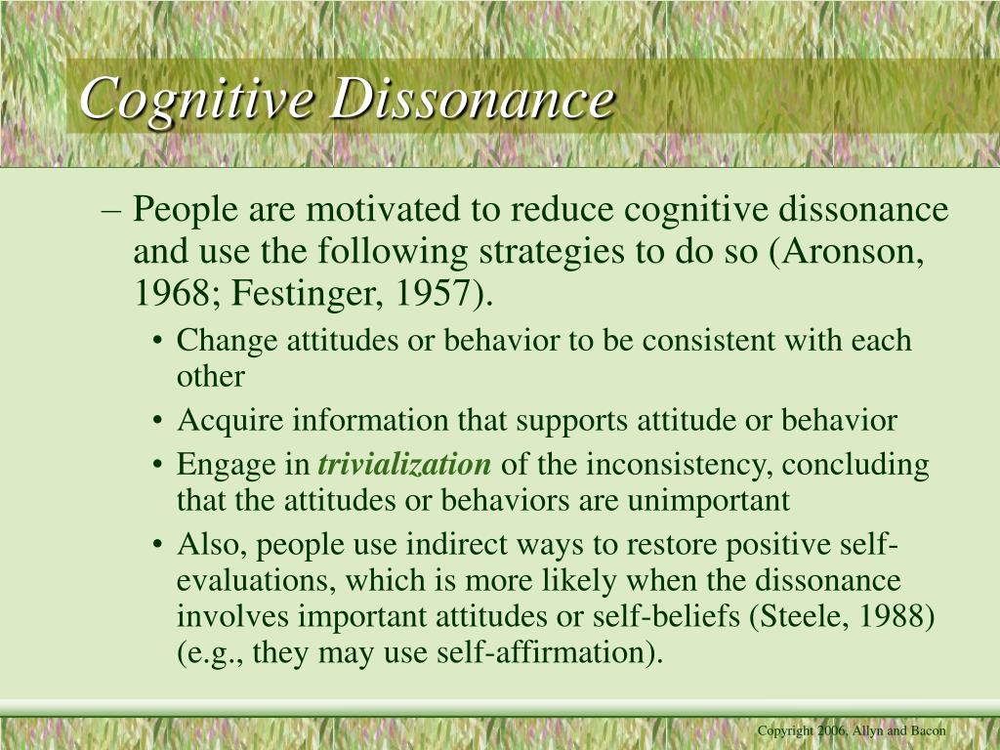 Cognitive Dissonance
– People are motivated to reduce cognitive dissonance
and use the following strategies to do so (Aronson,
1968; Festinger, 1957).
• Change attitudes or behavior to be consistent with each
other
• Acquire information that supports attitude or behavior
• Engage in trivialization of the inconsistency, concluding
that the attitudes or behaviors are unimportant
• Also, people use indirect ways to restore positive self-
evaluations, which is more likely when the dissonance
involves important attitudes or self-beliefs (Steele, 1988)
(e.g., they may use self-affirmation).
Copyright 2006, Allyn and Bacon